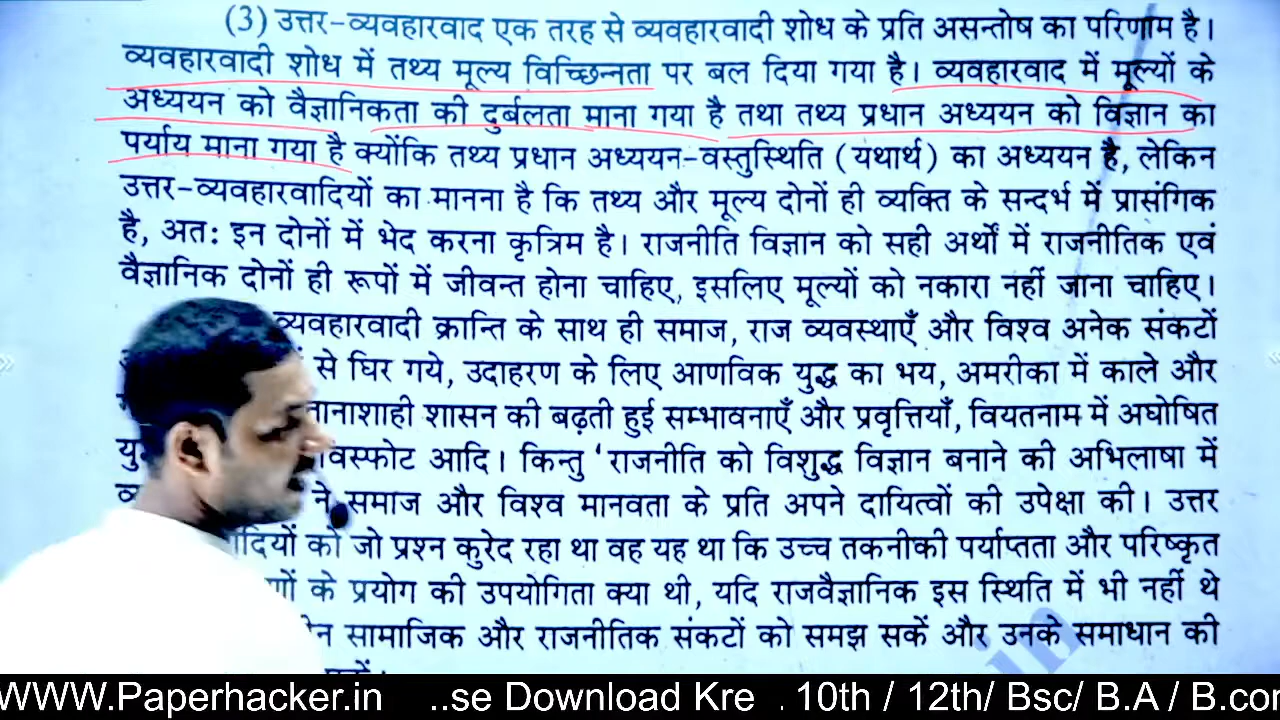 (3) उत्तर-व्यवहारवाद एक तरह से व्यवहारवादी शोध के प्रति असन्तोष का परिणाम है।
व्यवहारवादी शोध में तथ्य मूल्य विच्छिन्नता पर बल दिया गया है। व्यवहारवाद में मूल्यों के
अध्ययन को वैज्ञानिकता की दुर्बलता माना गया है तथा तथ्य प्रधान अध्ययन को विज्ञान का
पर्याय माना गया है क्योंकि तथ्य प्रधान अध्ययन-वस्तुस्थिति (यथार्थ) का अध्ययन है, लेकिन
उत्तर-व्यवहारवादियों का मानना है कि तथ्य और मूल्य दोनों ही व्यक्ति के सन्दर्भ में प्रासंगिक
है, अतः इन दोनों में भेद करना कृत्रिम है। राजनीति विज्ञान को सही अर्थों में राजनीतिक एवं
वैज्ञानिक दोनों ही रूपों में जीवन्त होना चाहिए, इसलिए मूल्यों को नकारा नहीं जाना चाहिए।
व्यवहारवादी क्रान्ति के साथ ही समाज, राज व्यवस्थाएँ और विश्व अनेक संकटों
से घिर गये, उदाहरण के लिए आणविक युद्ध का भय, अमरीका में काले और
तानाशाही शासन की बढ़ती हुई सम्भावनाएँ और प्रवृत्तियाँ, वियतनाम में अघोषित
विस्फोट आदि। किन्तु 'राजनीति को विशुद्ध विज्ञान बनाने की अभिलाषा में
ने समाज और विश्व मानवता के प्रति अपने दायित्वों की उपेक्षा की। उत्तर
को जो प्रश्न कुरेद रहा था वह यह था कि उच्च तकनीकी पर्याप्तता और परिष्कृत
के प्रयोग की उपयोगिता क्या थी, यदि राजवैज्ञानिक इस स्थिति में भी नहीं थे
सामाजिक और राजनीतिक संकटों को समझ सकें और उनके समाधान की
in
WWW.Paperhacker.in ..se Download Kre . 10th / 12th/ Bsc/ B.A / B.com